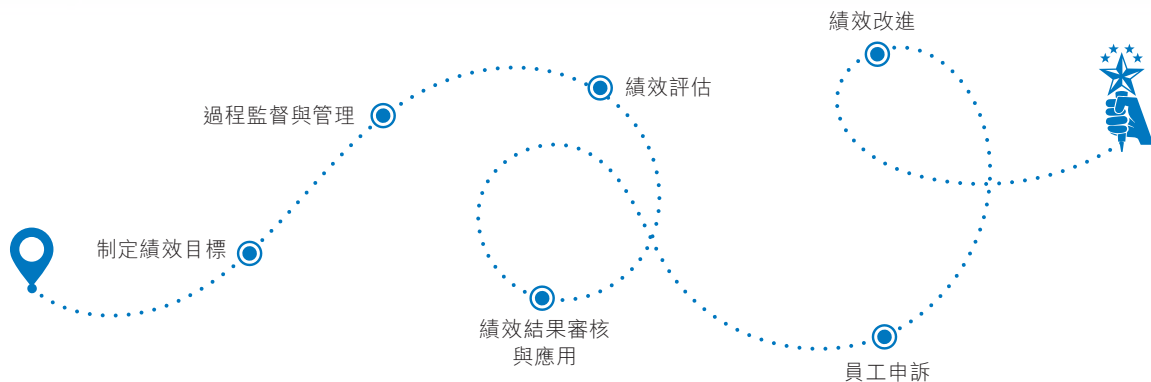 制定績效目標
過程監督與管理
績效評估
績效結果審核
與應用
員工申訴
績效改進